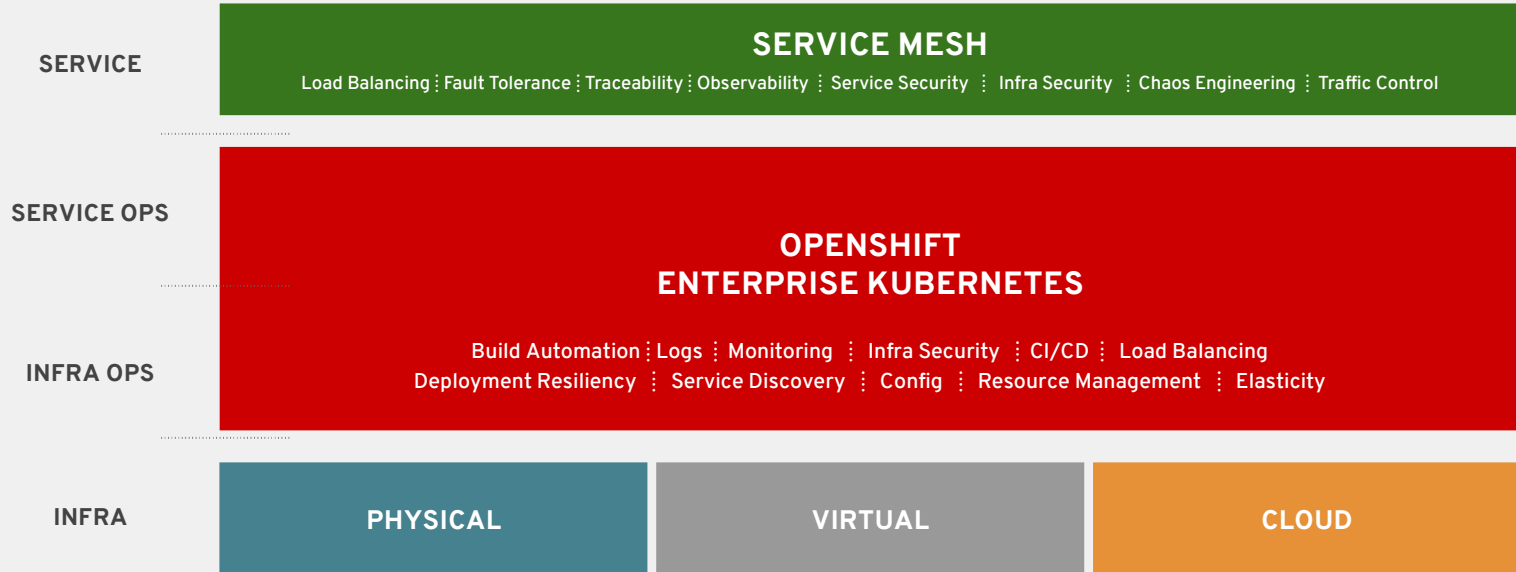 SERVICE
SERVICE MESH
Load Balancing Fault Tolerance Traceability Observability Service Security Infra Security Chaos Engineering Traffic Control
SERVICE OPS
OPENSHIFT
ENTERPRISE KUBERNETES
Build Automation Logs Monitoring Infra Security CI/CD Load Balancing
INFRA OPS
Deployment Resiliency Service Discovery Config Resource Management Elasticity
INFRA
PHYSICAL
VIRTUAL
CLOUD